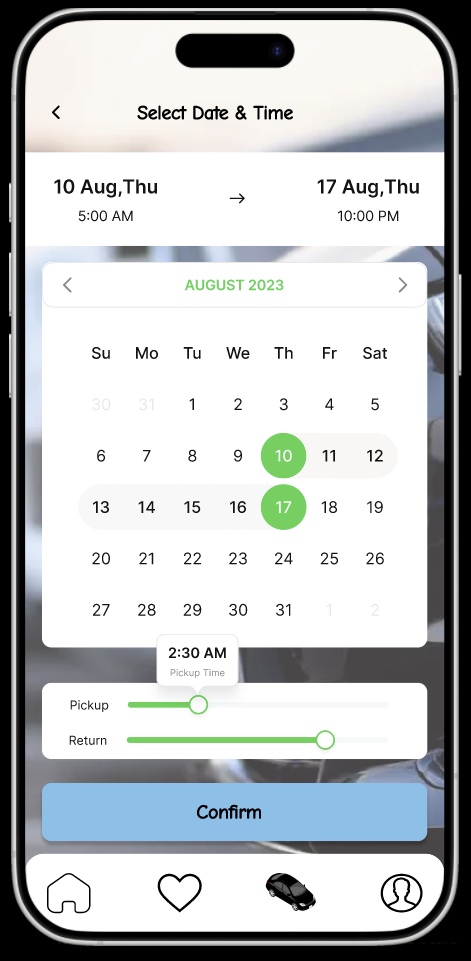 Select Date & Time
10 Aug,Thu
17 Aug,Thu
5:00 AM
10:00 PM
AUGUST 2023
Su Mo Tu We Th Fr Sat
30 31 1 2 3 4 5
6 7 8 9 10 11 12
13 14 15 16 17 18 19
20 21 22 23 24 25 26
27 28 29 30 31 1 2
2:30 AM
Pickup Time
Pickup
Return
Confirm